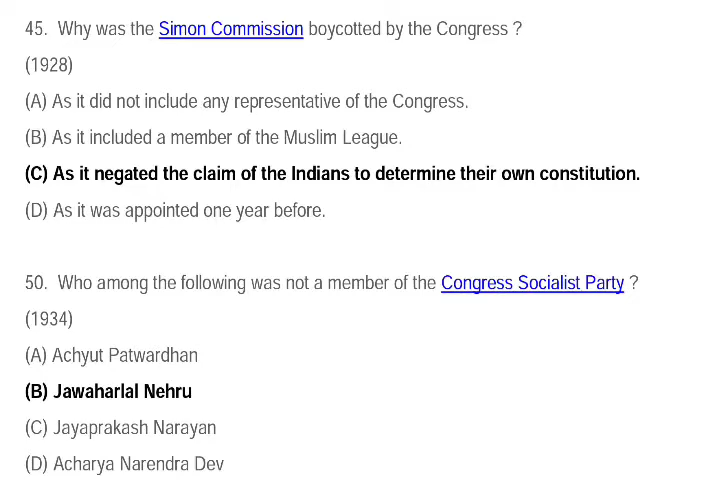 45. Why was the Simon Commission boycotted by the Congress ?
(1928)
(A) As it did not include any representative of the Congress.
(B) As it included a member of the Muslim League.
(C) As it negated the claim of the Indians to determine their own constitution.
(D) As it was appointed one year before.
50. Who among the following was not a member of the Congress Socialist Party ?
(1934)
(A) Achyut Patwardhan
(B) Jawaharlal Nehru
(C) Jayaprakash Narayan
(D) Acharya Narendra Dev